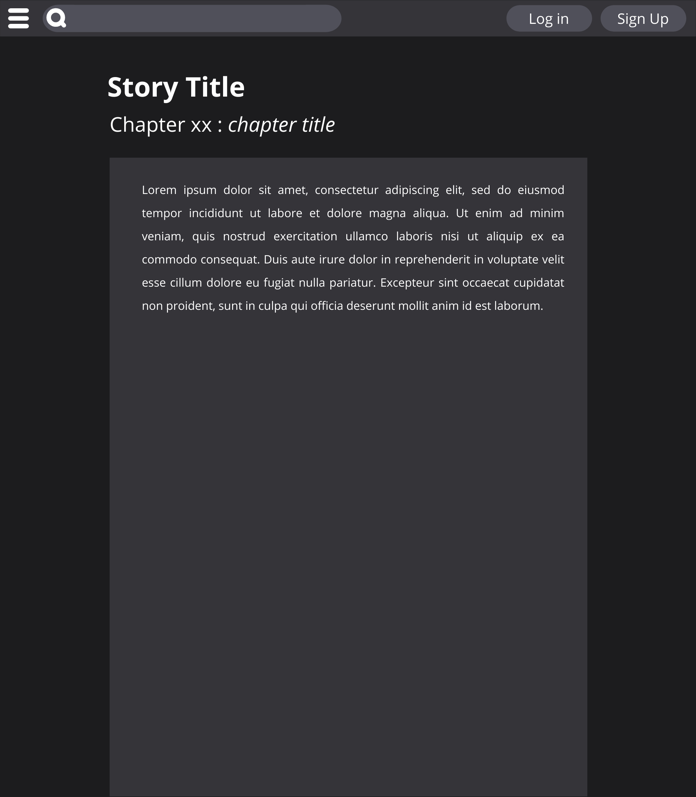 Log in
Sign Up
Story Title
Chapter xx : chapter title
Lorem ipsum dolor sit amet, consectetur adipiscing elit, sed do eiusmod
tempor incididunt ut labore et dolore magna aliqua. Ut enim ad minim
veniam, quis nostrud exercitation ullamco laboris nisi ut aliquip ex ea
commodo consequat. Duis aute irure dolor in reprehenderit in voluptate velit
esse cillum dolore eu fugiat nulla pariatur. Excepteur sint occaecat cupidatat
non proident, sunt in culpa qui officia deserunt mollit anim id est laborum.